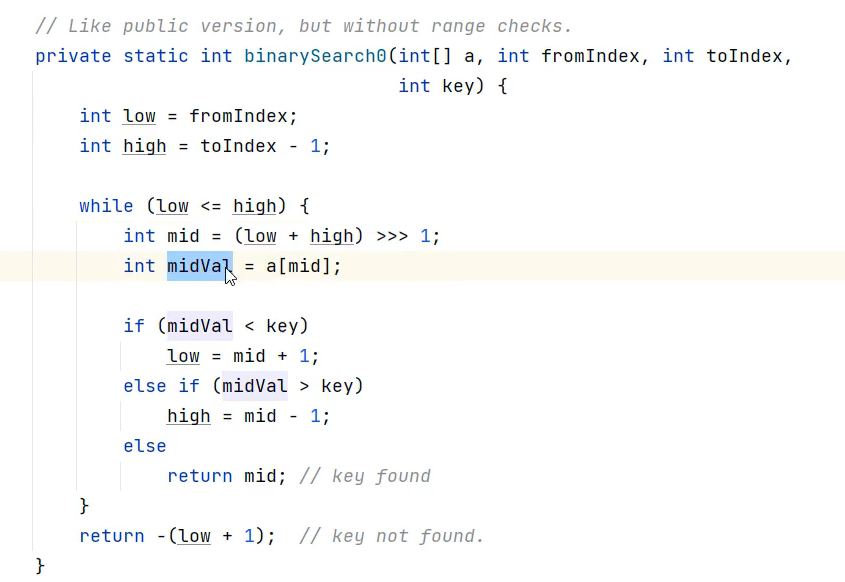 // Like public version, but without range checks.
private static int binarySearch0(int[] a, int fromIndex, int toIndex,
int key) {
int low = fromIndex;
int high = toIndex - 1;
while (low <= high) {
int mid = (low + high) >>> 1;
int midVal = a[mid];
if (midVal < key)
low = mid + 1;
else if (midVal > key)
high = mid - 1;
else
return mid; // key found
}
return -(low + 1);  // key not found.
}